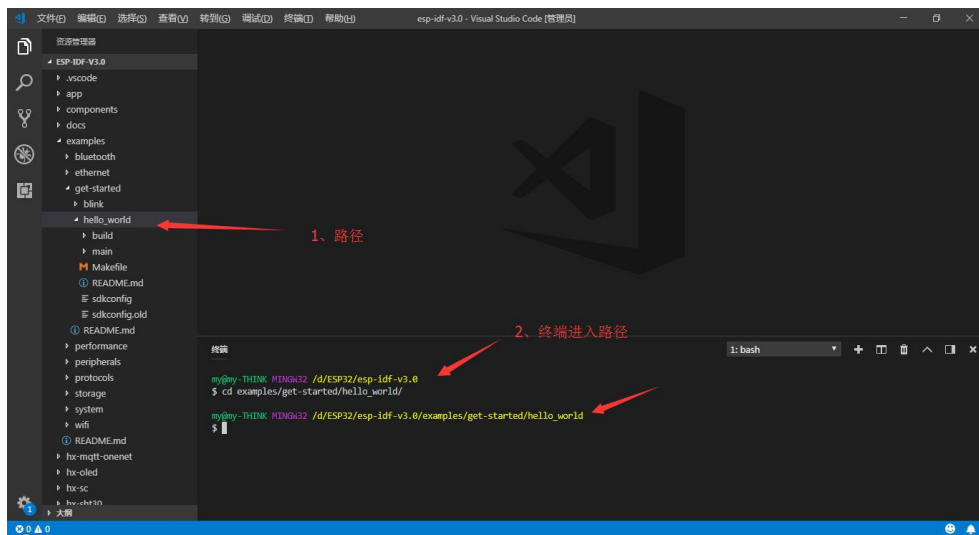 文件(F) 编辑(E) 选择(S) 查看(V) 转到(G) 调试(D) 终端(T) 帮助(H) esp-idf-v3.0 - Visual Studio Code [管理员]
资源管理器
ESP-IDF-V3.0
.vscode
app
components
docs
examples
bluetooth
ethernet
get-started
blink
hello_world
build
main
M Makefile
README.md
sdkconfig
sdkconfig.old
README.md
performance
peripherals
protocols
storage
system
wifi
README.md
hx-mqtt-onenet
hx-oled
hx-sc
hx-sht30
大纲
1、路径
2、终端进入路径
终端
1: bash
my@my-THINK MINGW32 /d/ESP32/esp-idf-v3.0
$ cd examples/get-started/hello_world/
my@my-THINK MINGW32 /d/ESP32/esp-idf-v3.0/examples/get-started/hello_world
$
1
0 0